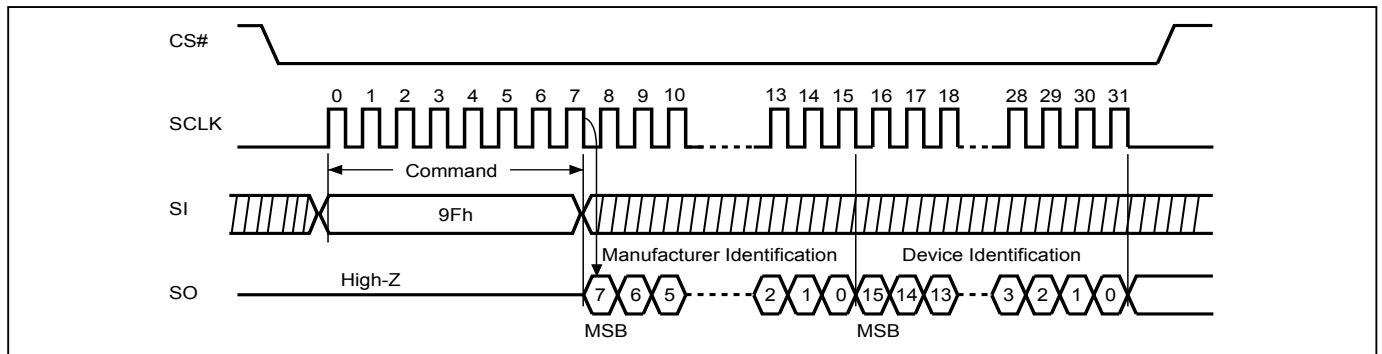 CS#
0 1 2 3 4 5 6 7 8 9 10 13 14 15 16 17 18 28 29 30 31
SCLK
Command
SI 9Fh
Manufacturer Identification Device Identification
High-Z
SO 7 6 5 2 1 0 15 14 13 3 2 1 0
MSB MSB